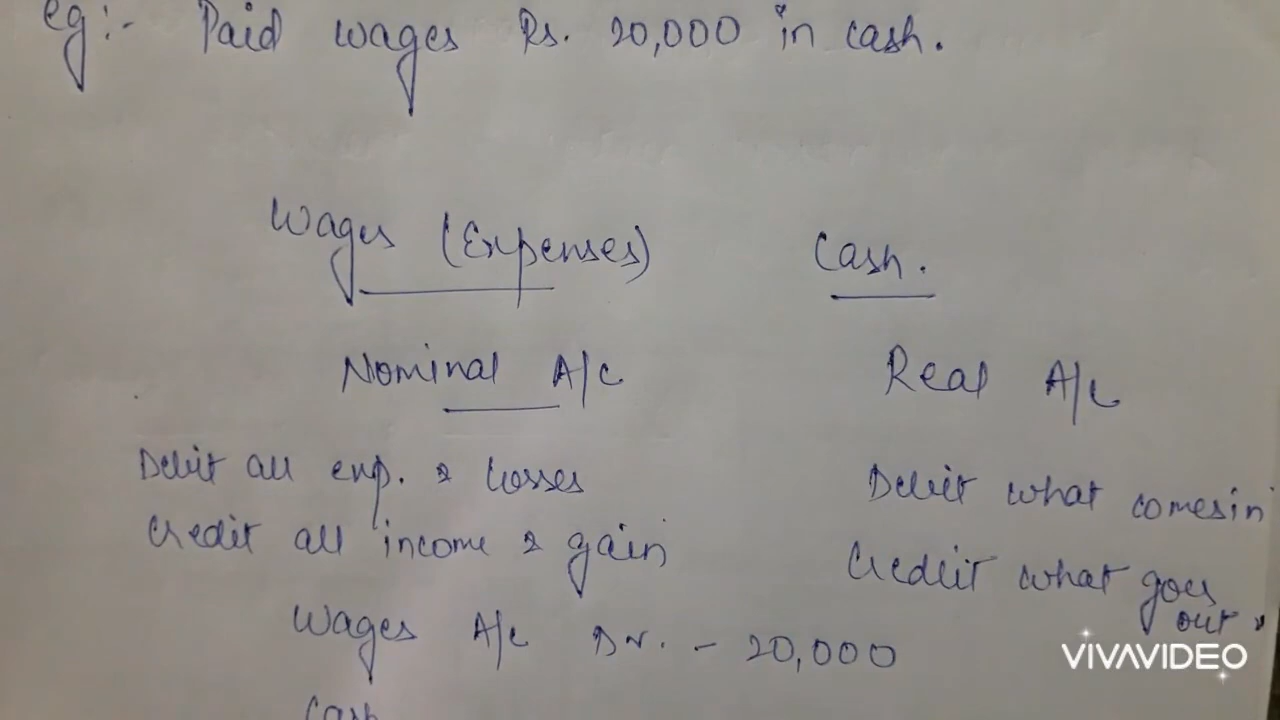 eg:- Paid wages Rs. 20,000 in cash.
Wages (Expenses)
Cash.
Nominal A/c
Real A/c
Debit all exp. & losses
Credit all income & gain
Debit what comes in
Credit what goes
out
Wages A/c Dr. - 20,000
Cash
VIVAVIDEO